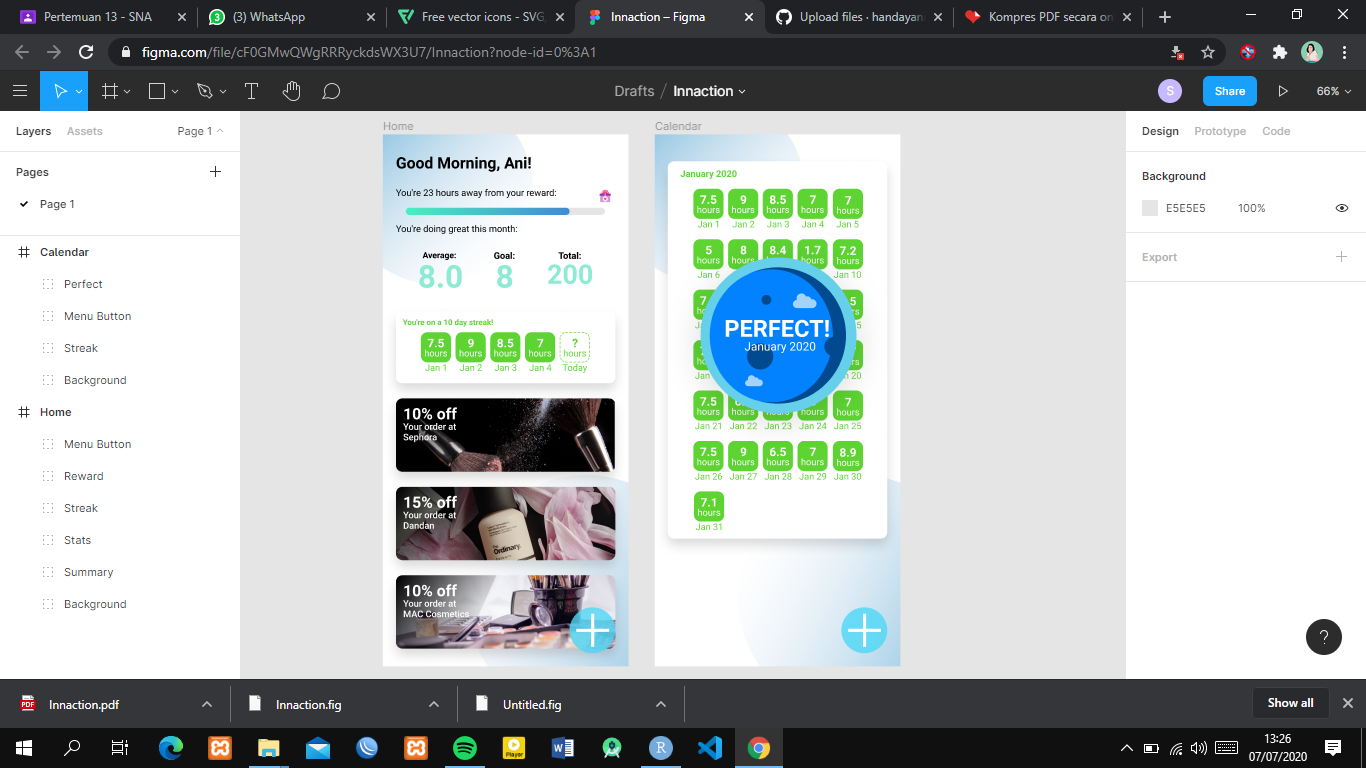 Pertemuan 13 - SNA
(3) WhatsApp
Free vector icons - SVG,
Innaction – Figma
Upload files · handayan
Kompres PDF secara on
figma.com/file/cF0GMwQWgRRRyckdsWX3U7/Innaction?node-id=0%3A1
Drafts / Innaction
S
Share
66%
Layers
Assets
Page 1
Pages
Page 1
Calendar
Perfect
Menu Button
Streak
Background
Home
Menu Button
Reward
Streak
Stats
Summary
Background
Home
Good Morning, Ani!
You're 23 hours away from your reward:
You're doing great this month:
Average: Goal: Total:
8.0 8 200
You're on a 10 day streak!
7.5 9 8.5 7 ?
hours hours hours hours hours
Jan 1 Jan 2 Jan 3 Jan 4 Today
10% off
Your order at
Sephora
15% off
Your order at
Dandan
The
Ordinary.
10% off
Your order at
MAC Cosmetics
Calendar
January 2020
7.5 9 8.5 7 7
hours hours hours hours hours
Jan 1 Jan 2 Jan 3 Jan 4 Jan 5
5 8 8.4 1.7 7.2
hours hours hours hours hours
Jan 6 Jan 10
PERFECT!
January 2020
Jan 20
7.5 7
hours hours
Jan 21 Jan 22 Jan 23 Jan 24 Jan 25
7.5 9 6.5 7 8.9
hours hours hours hours hours
Jan 26 Jan 27 Jan 28 Jan 29 Jan 30
7.1
hours
Jan 31
Design
Prototype
Code
Background
E5E5E5 100%
Export
?
Innaction.pdf
Innaction.fig
Untitled.fig
Show all
13:26
07/07/2020